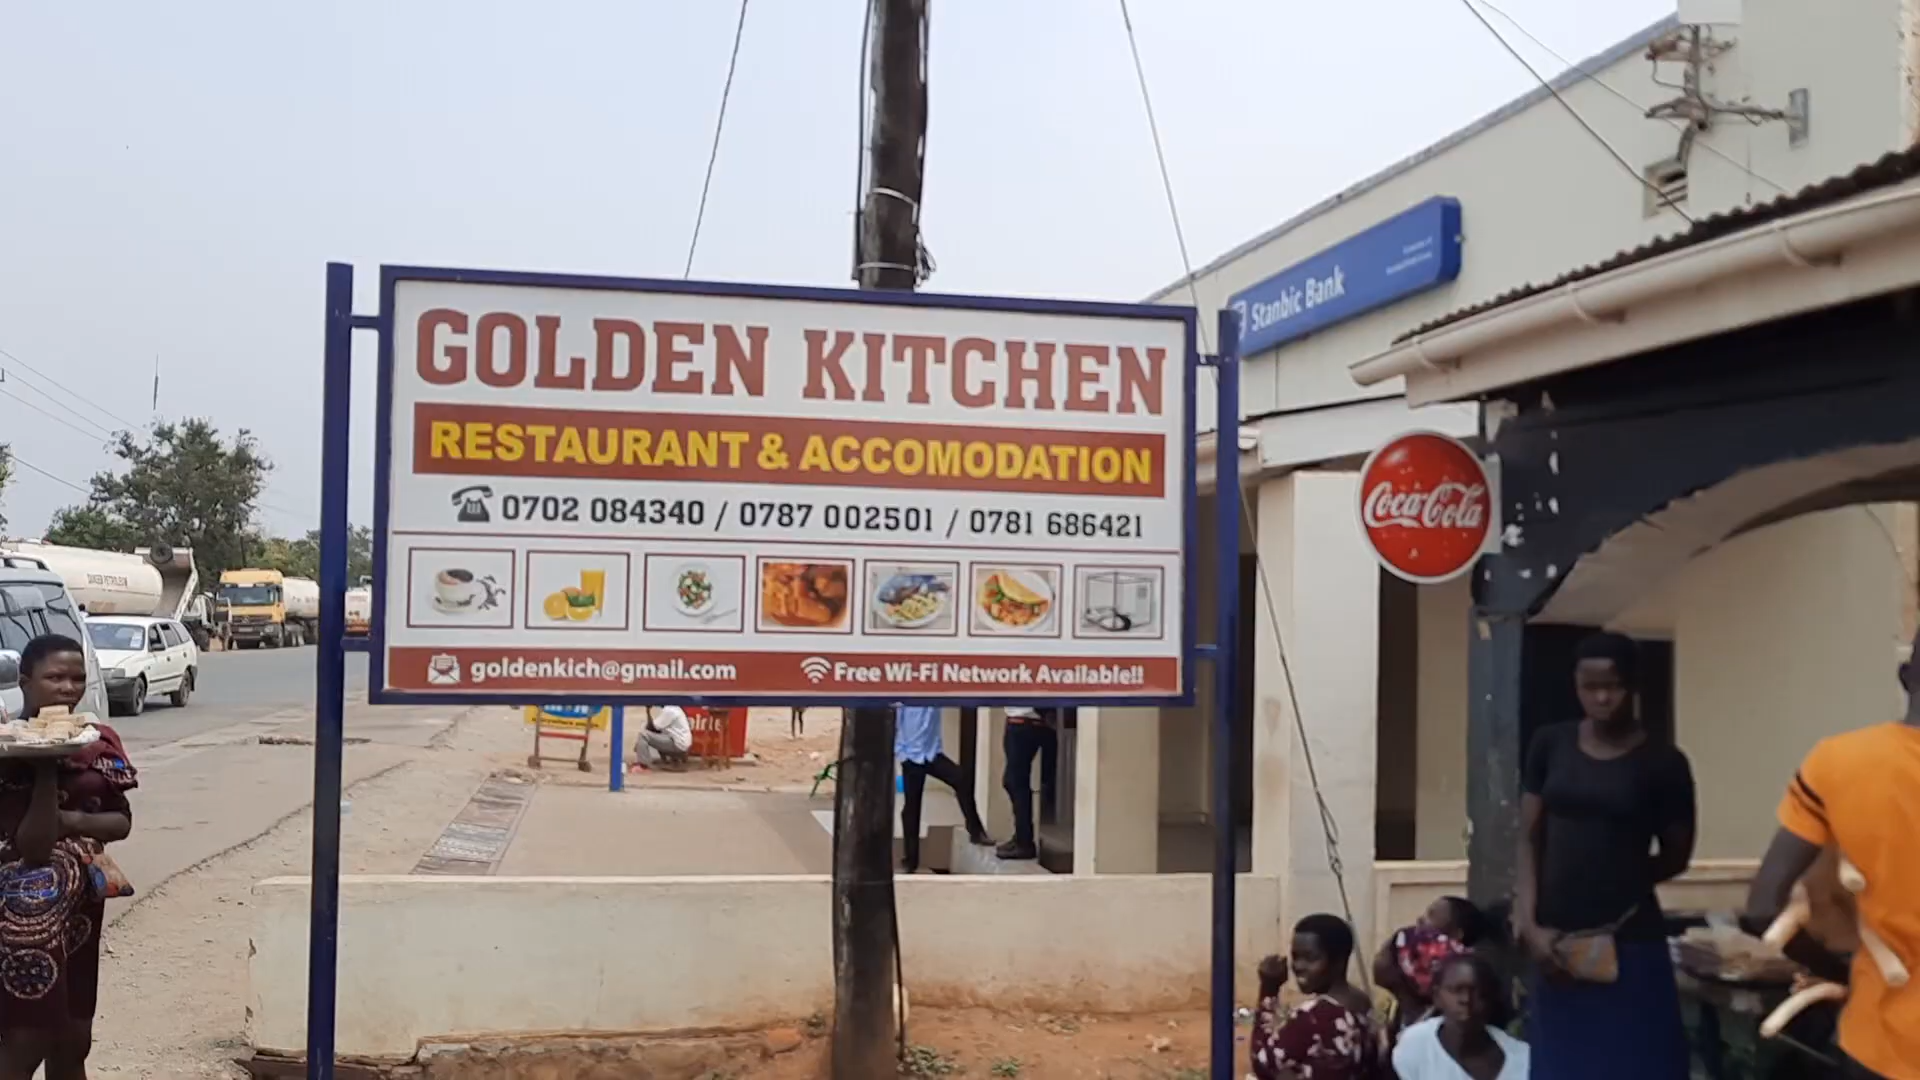 GOLDEN KITCHEN
RESTAURANT & ACCOMODATION
0702 084340 / 0787 002501 / 0781 686421
goldenkich@gmail.com
Free Wi-Fi Network Available!!
Stanbic Bank
Coca-Cola